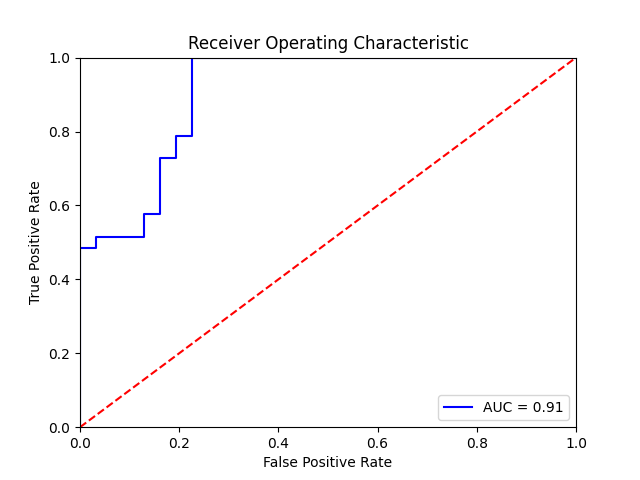 Receiver Operating Characteristic
1.0
0.8
0.6
0.4
0.2
0.0
True Positive Rate
AUC = 0.91
0.0 0.2 0.4 0.6 0.8 1.0
False Positive Rate